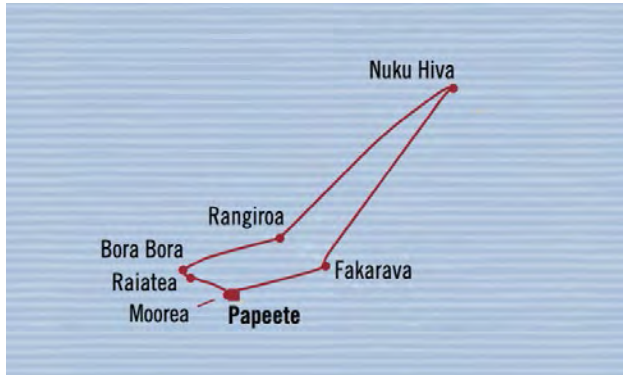 Nuku Hiva
Rangiroa
Bora Bora
Fakarava
Raiatea
Moorea
Papeete